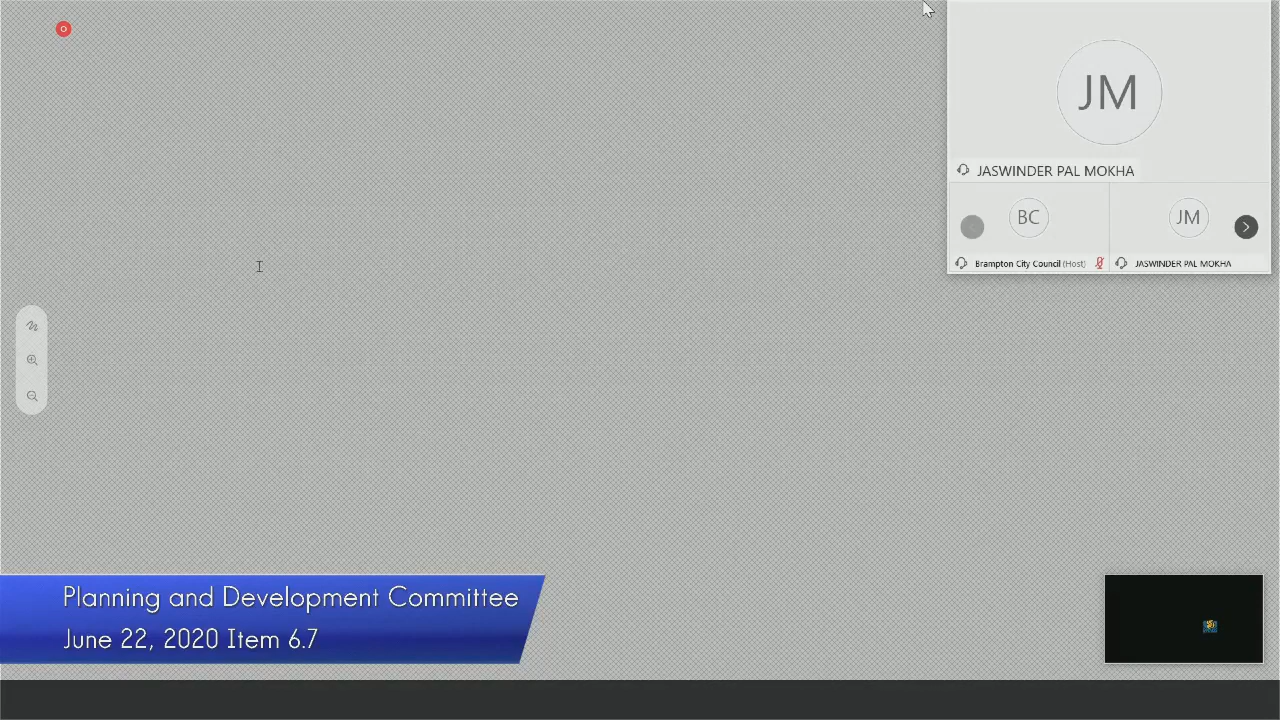 JM
JASWINDER PAL MOKHA
BC
JM
Brampton City Council (Host)
JASWINDER PAL MOKHA
Planning and Development Committee
June 22, 2020 Item 6.7